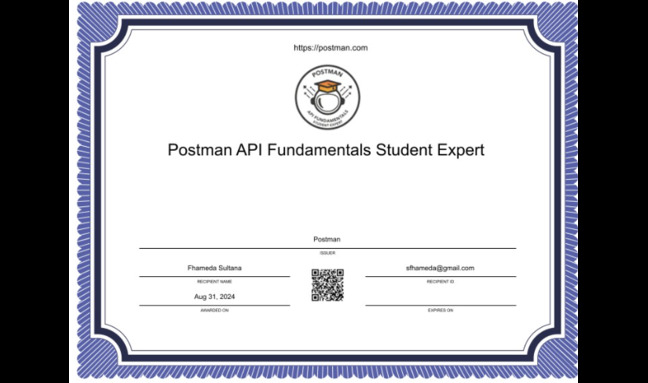 https://postman.com
POSTMAN
API FUNDAMENTALS
STUDENT EXPERT
Postman API Fundamentals Student Expert
Postman
ISSUER
Fhameda Sultana
sfhameda@gmail.com
RECIPIENT NAME
RECIPIENT ID
Aug 31, 2024
AWARDED ON
EXPIRES ON